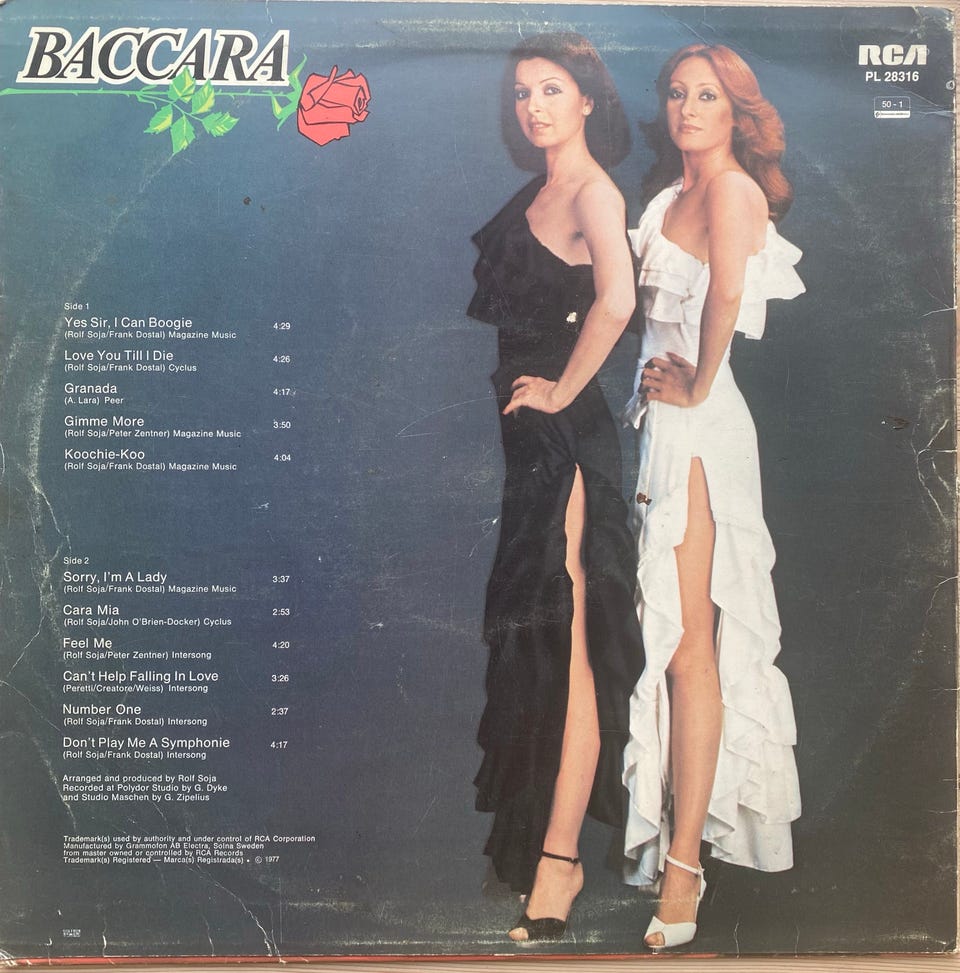 BACCARA
RCA
PL 28316
50 - 1
Side 1
Yes Sir, I Can Boogie 4:29
(Rolf Soja/Frank Dostal) Magazine Music
Love You Till I Die 4:26
(Rolf Soja/Frank Dostal) Cyclus
Granada 4:17
(A. Lara) Peer
Gimme More 3:50
(Rolf Soja/Peter Zentner) Magazine Music
Koochie-Koo 4:04
(Rolf Soja/Frank Dostal) Magazine Music
Side 2
Sorry, I'm A Lady 3:37
(Rolf Soja/Frank Dostal) Magazine Music
Cara Mia 2:53
(Rolf Soja/John O'Brien-Docker) Cyclus
Feel Me 4:20
(Rolf Soja/Peter Zentner) Intersong
Can't Help Falling In Love 3:26
(Peretti/Creatore/Weiss) Intersong
Number One 2:37
(Rolf Soja/Frank Dostal) Intersong
Don't Play Me A Symphonie 4:17
(Rolf Soja/Frank Dostal) Intersong
Arranged and produced by Rolf Soja
Recorded at Polydor Studio by G. Dyke
and Studio Maschen by G. Zipelius
Trademark(s) used by authority and under control of RCA Corporation
Manufactured by Grammofon AB Electra, Solna Sweden
from master owned or controlled by RCA Records
Trademark(s) Registered — Marca(s) Registrada(s) • © 1977